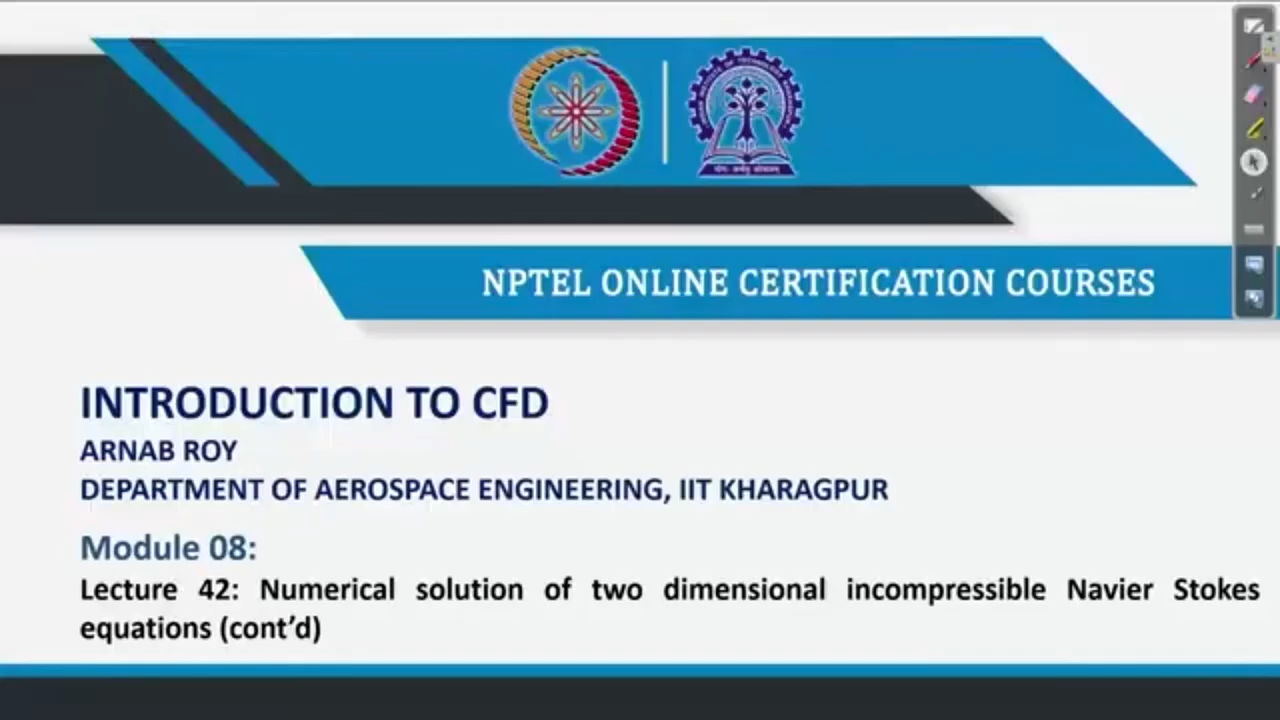 NPTEL ONLINE CERTIFICATION COURSES
INTRODUCTION TO CFD
ARNAB ROY
DEPARTMENT OF AEROSPACE ENGINEERING, IIT KHARAGPUR
Module 08:
Lecture 42: Numerical solution of two dimensional incompressible Navier Stokes
equations (cont’d)